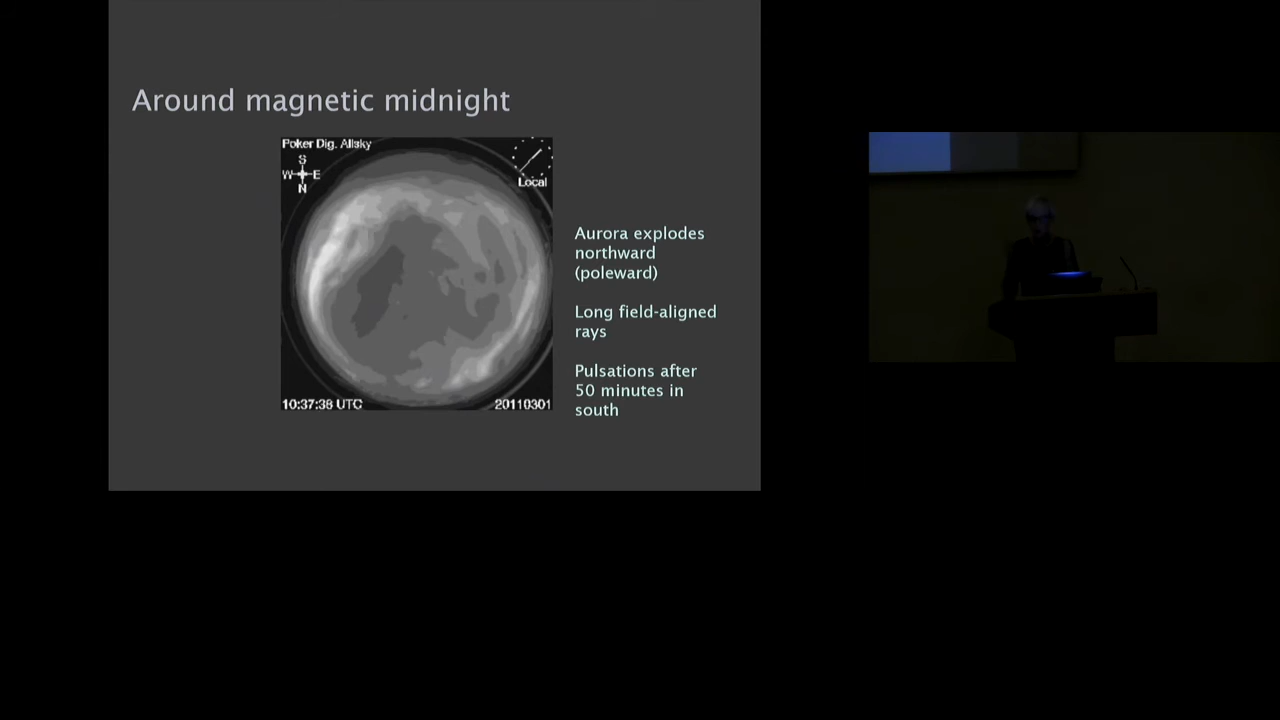 Around magnetic midnight
Poker Dig. Allsky
S
W E
N
Local
Aurora explodes
northward
(poleward)
Long field-aligned
rays
Pulsations after
50 minutes in
south
10:37:38 UTC
20110301